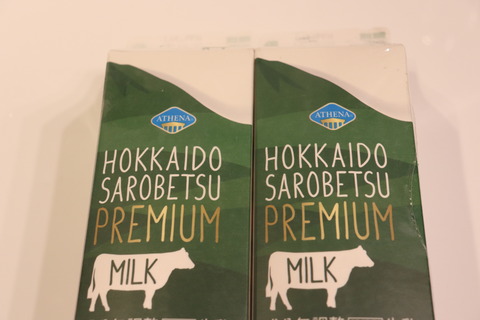 ATHENA
HOKKAIDO
SAROBETSU
PREMIUM
MILK
ATHENA
HOKKAIDO
SAROBETSU
PREMIUM
MILK